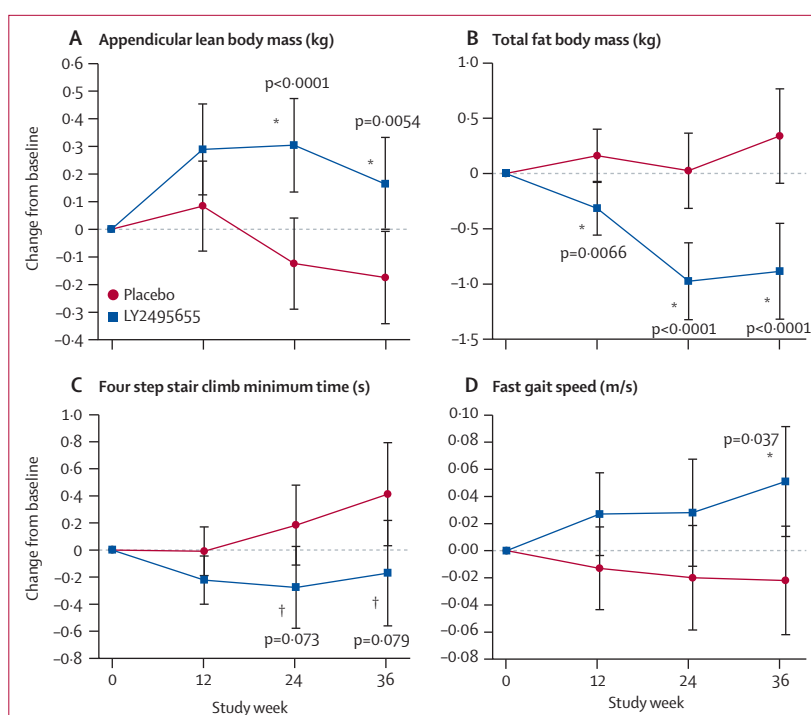 A Appendicular lean body mass (kg)
0·6
0·5
0·4
0·3
0·2
0·1
0
–0·1
–0·2
–0·3
–0·4
Change from baseline
p<0·0001
*
p=0·0054
*
Placebo
LY2495655
B Total fat body mass (kg)
1·0
0·5
0
–0·5
–1·0
–1·5
*
p=0·0066
*
p<0·0001
*
p<0·0001
C Four step stair climb minimum time (s)
1·0
0·8
0·6
0·4
0·2
0
–0·2
–0·4
–0·6
–0·8
Change from baseline
†
p=0·073
†
p=0·079
0 12 24 36
Study week
D Fast gait speed (m/s)
0·10
0·08
0·06
0·04
0·02
0·00
–0·02
–0·04
–0·06
–0·08
p=0·037
*
0 12 24 36
Study week